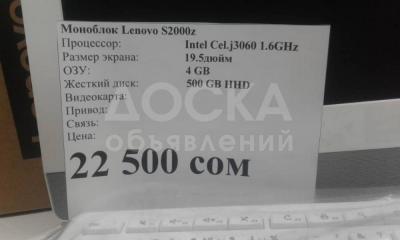 Моноблок Lenovo S2000z
Процессор: Intel Cel.j3060 1.6GHz
Размер экрана: 19.5дюйм
ОЗУ: 4 GB
Жесткий диск: 500 GB HHD
Видеокарта:
Привод:
Связь:
Цена:
22 500 сом
ДОСКА
объявлений